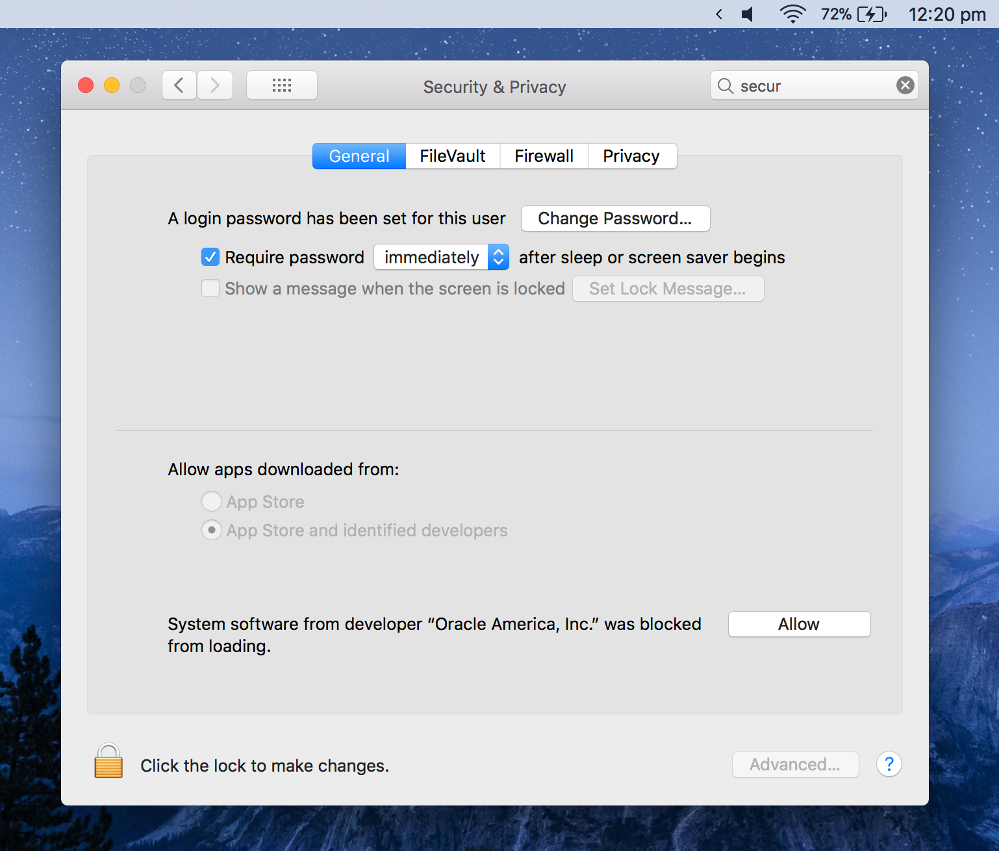 72% 12:20 pm
Security & Privacy
secur
General FileVault Firewall Privacy
A login password has been set for this user Change Password...
Require password immediately after sleep or screen saver begins
Show a message when the screen is locked Set Lock Message...
Allow apps downloaded from:
App Store
App Store and identified developers
System software from developer “Oracle America, Inc.” was blocked Allow
from loading.
Click the lock to make changes. Advanced... ?